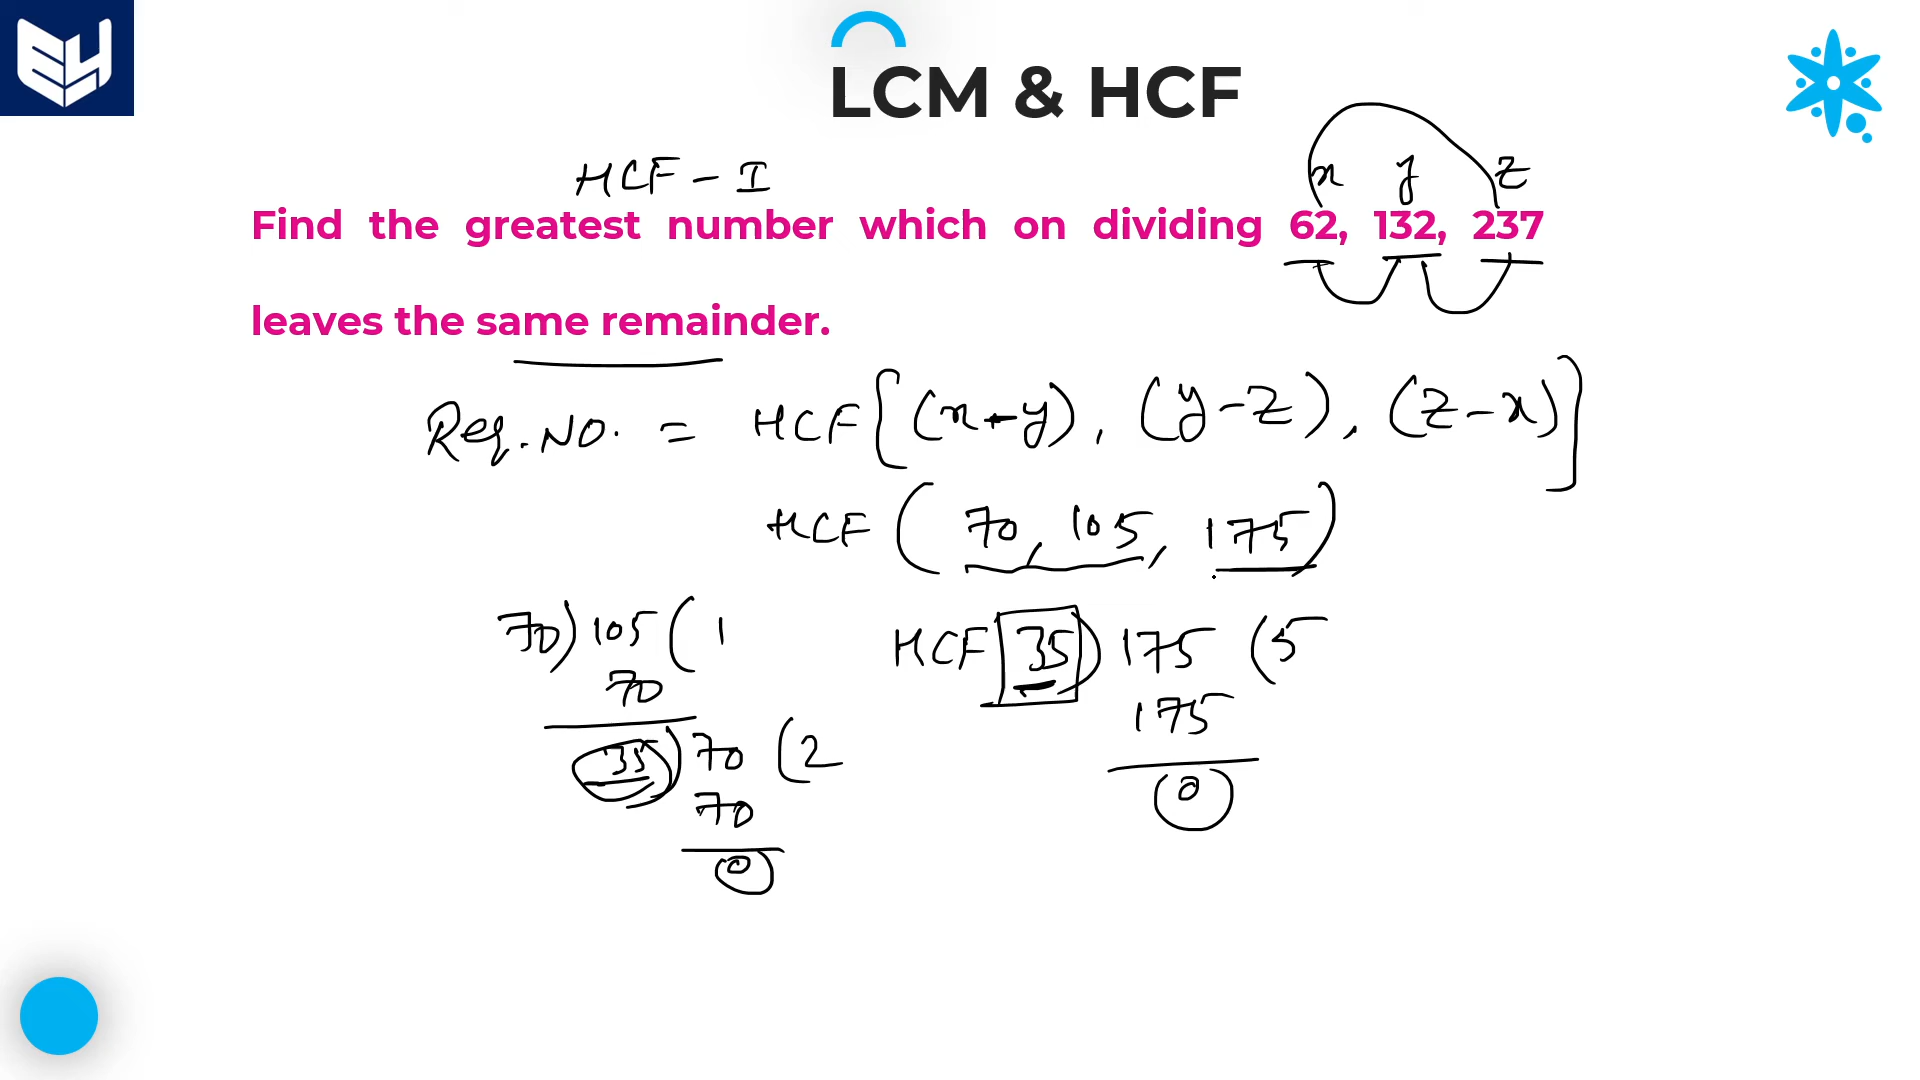 LCM & HCF
HCF - I
x y z
Find the greatest number which on dividing 62, 132, 237
leaves the same remainder.
Req. No. = HCF [(x-y), (y-z), (z-x)]
HCF (70, 105, 175)
70) 105 (1
70
35) 70 (2
70
0
HCF 35) 175 (5
175
0